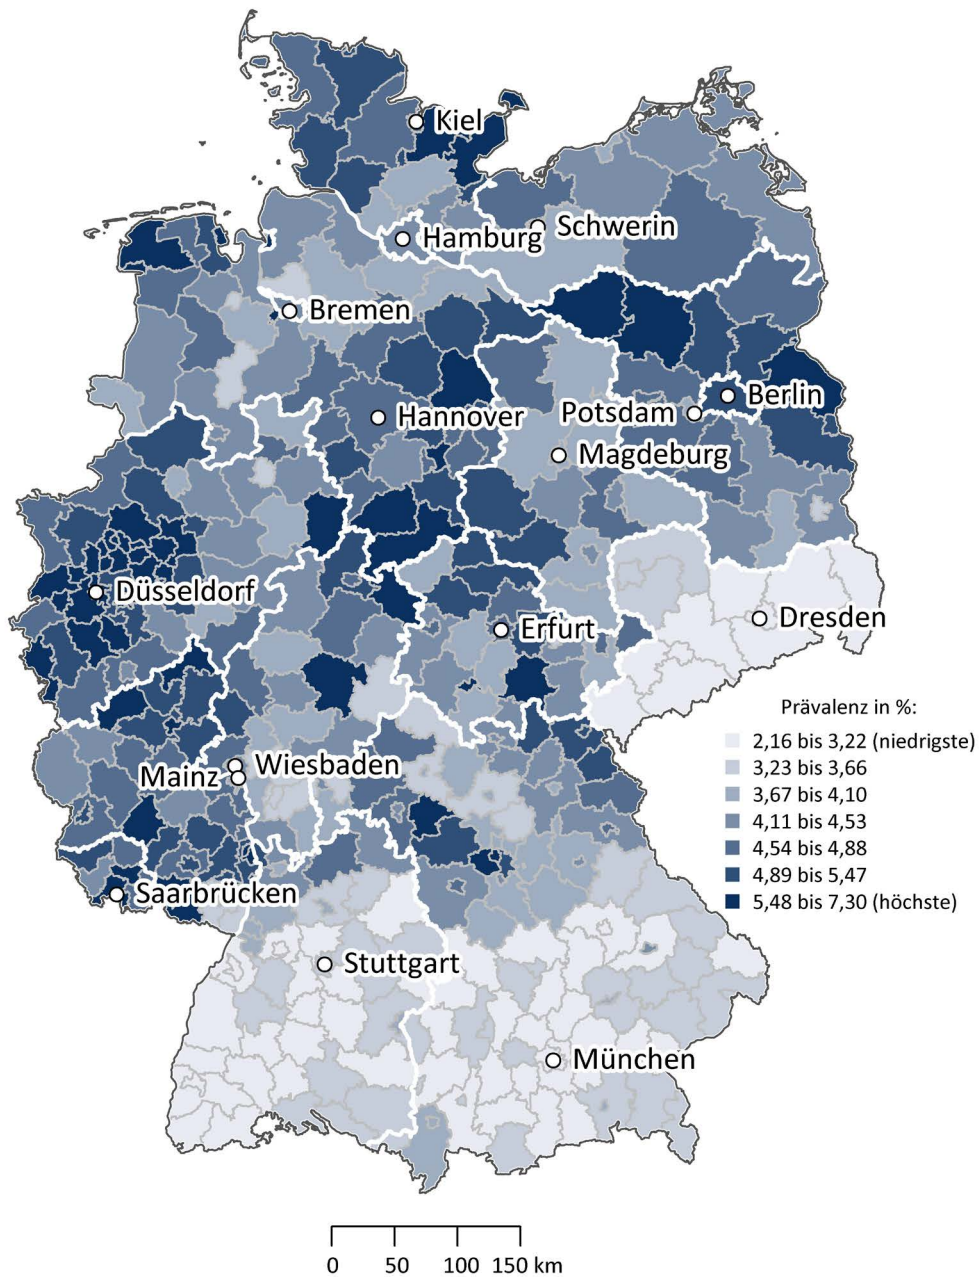 Kiel
Schwerin
Hamburg
Bremen
Berlin
Potsdam
Hannover
Magdeburg
Düsseldorf
Dresden
Erfurt
Prävalenz in %:
2,16 bis 3,22 (niedrigste)
3,23 bis 3,66
3,67 bis 4,10
4,11 bis 4,53
4,54 bis 4,88
4,89 bis 5,47
5,48 bis 7,30 (höchste)
Wiesbaden
Mainz
Saarbrücken
Stuttgart
München
0 50 100 150 km